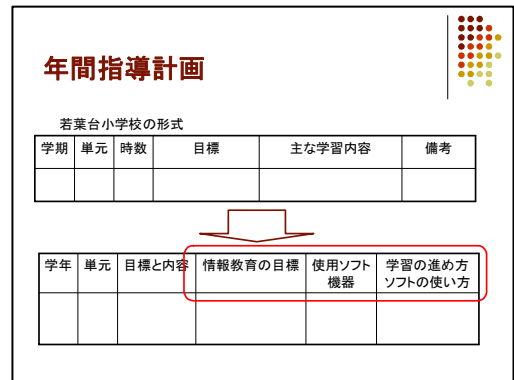 年間指導計画
若葉台小学校の形式
学期 単元 時数 目標 主な学習内容 備考
学年 単元 目標と内容 情報教育の目標 使用ソフト 学習の進め方
機器 ソフトの使い方